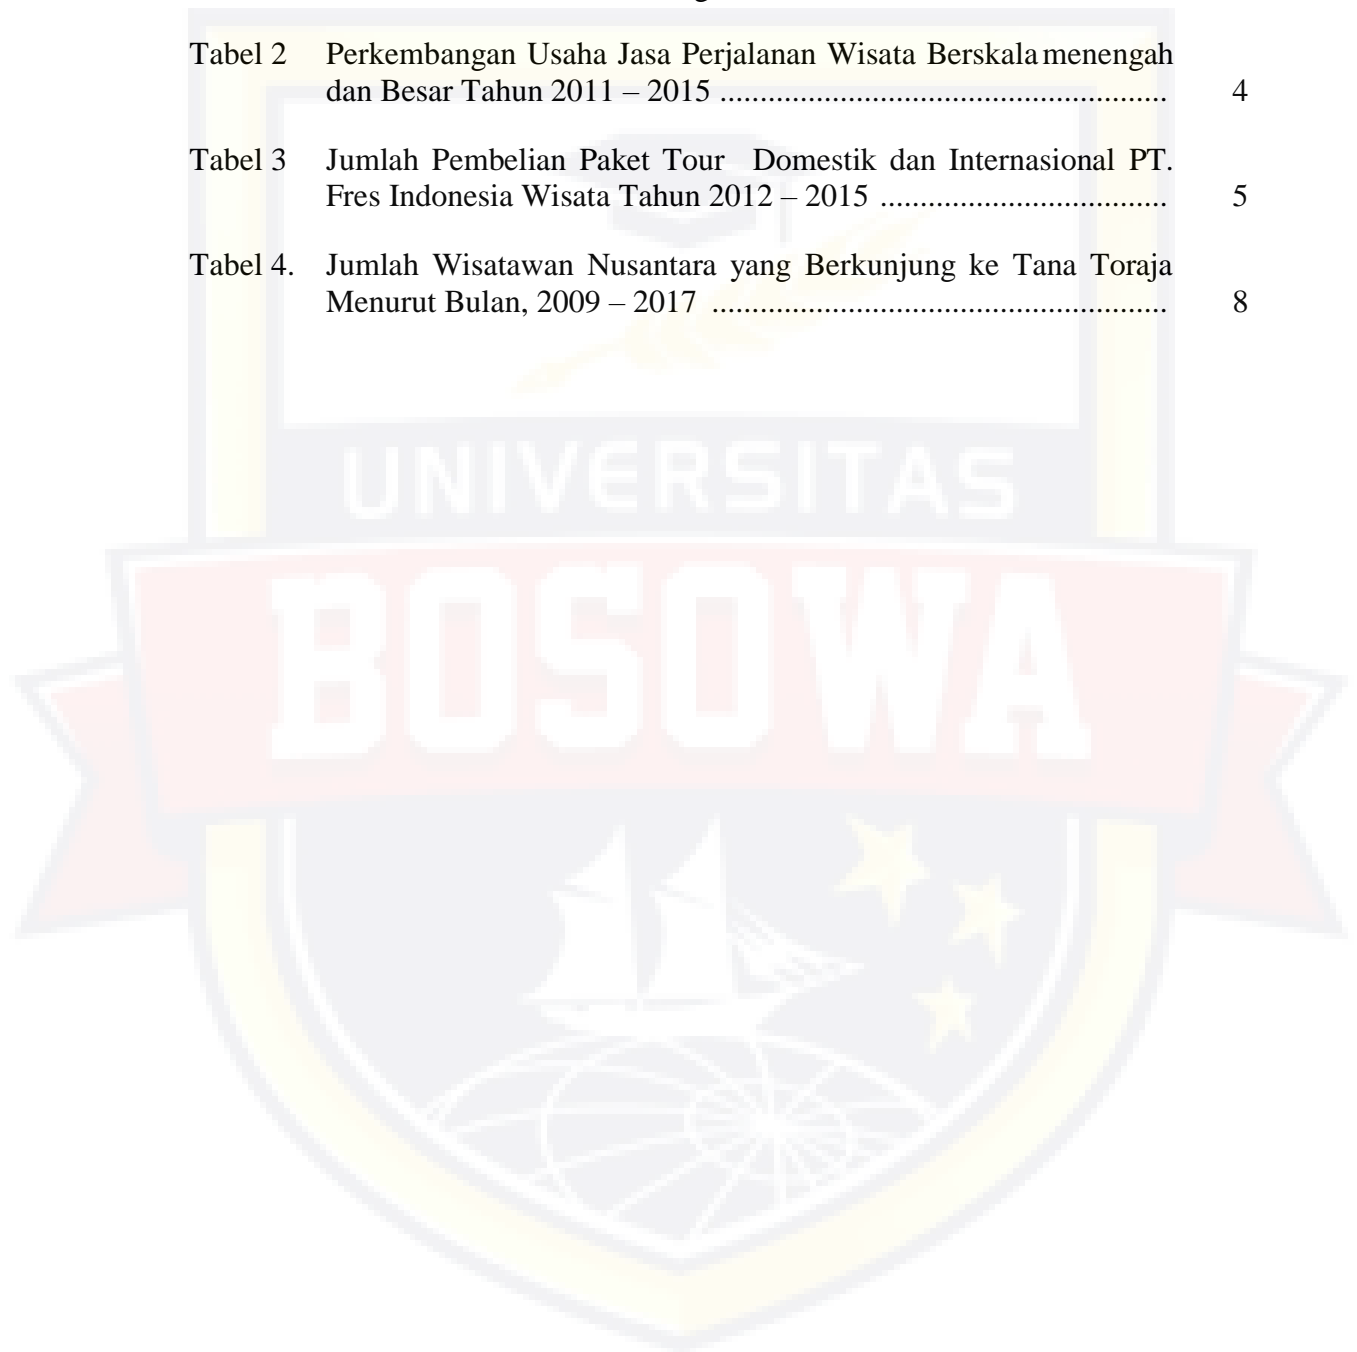 Tabel 2 Perkembangan Usaha Jasa Perjalanan Wisata Berskala menengah
dan Besar Tahun 2011 – 2015 ........................................................ 4
Tabel 3 Jumlah Pembelian Paket Tour Domestik dan Internasional PT.
Fres Indonesia Wisata Tahun 2012 – 2015 .................................... 5
Tabel 4. Jumlah Wisatawan Nusantara yang Berkunjung ke Tana Toraja
Menurut Bulan, 2009 – 2017 ......................................................... 8
UNIVERSITAS
BOSOWA